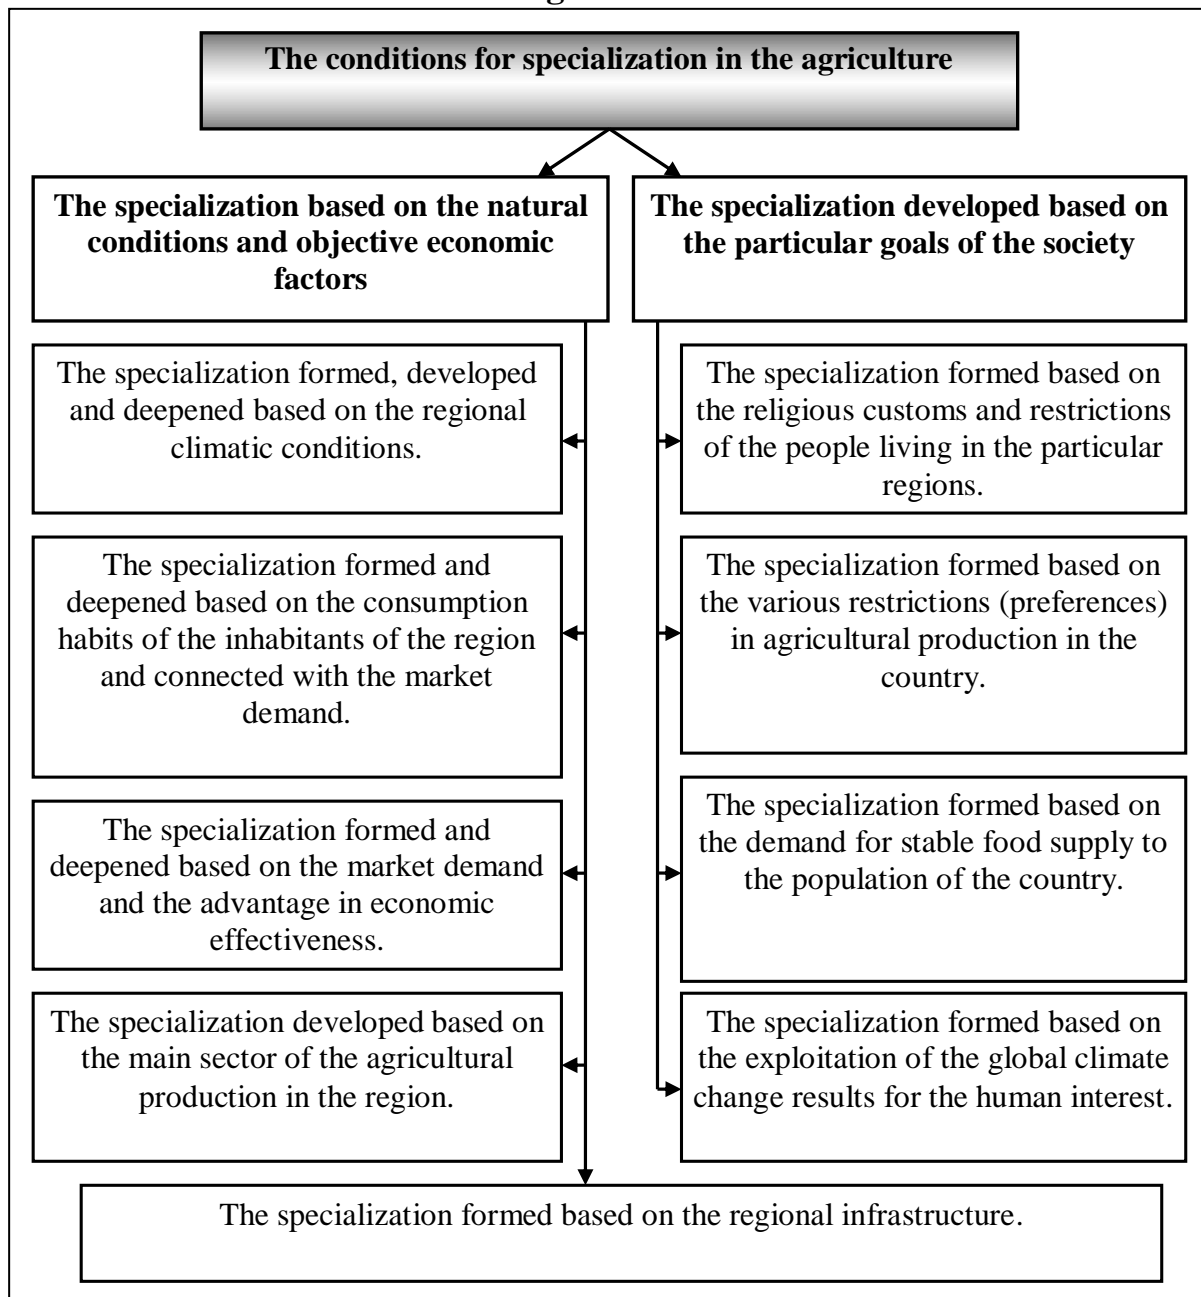 The conditions for specialization in the agriculture
The specialization based on the natural
conditions and objective economic
factors
The specialization developed based on
the particular goals of the society
The specialization formed, developed
and deepened based on the regional
climatic conditions.
The specialization formed based on
the religious customs and restrictions
of the people living in the particular
regions.
The specialization formed and
deepened based on the consumption
habits of the inhabitants of the region
and connected with the market
demand.
The specialization formed based on
the various restrictions (preferences)
in agricultural production in the
country.
The specialization formed and
deepened based on the market demand
and the advantage in economic
effectiveness.
The specialization formed based on
the demand for stable food supply to
the population of the country.
The specialization developed based on
the main sector of the agricultural
production in the region.
The specialization formed based on
the exploitation of the global climate
change results for the human interest.
The specialization formed based on the regional infrastructure.